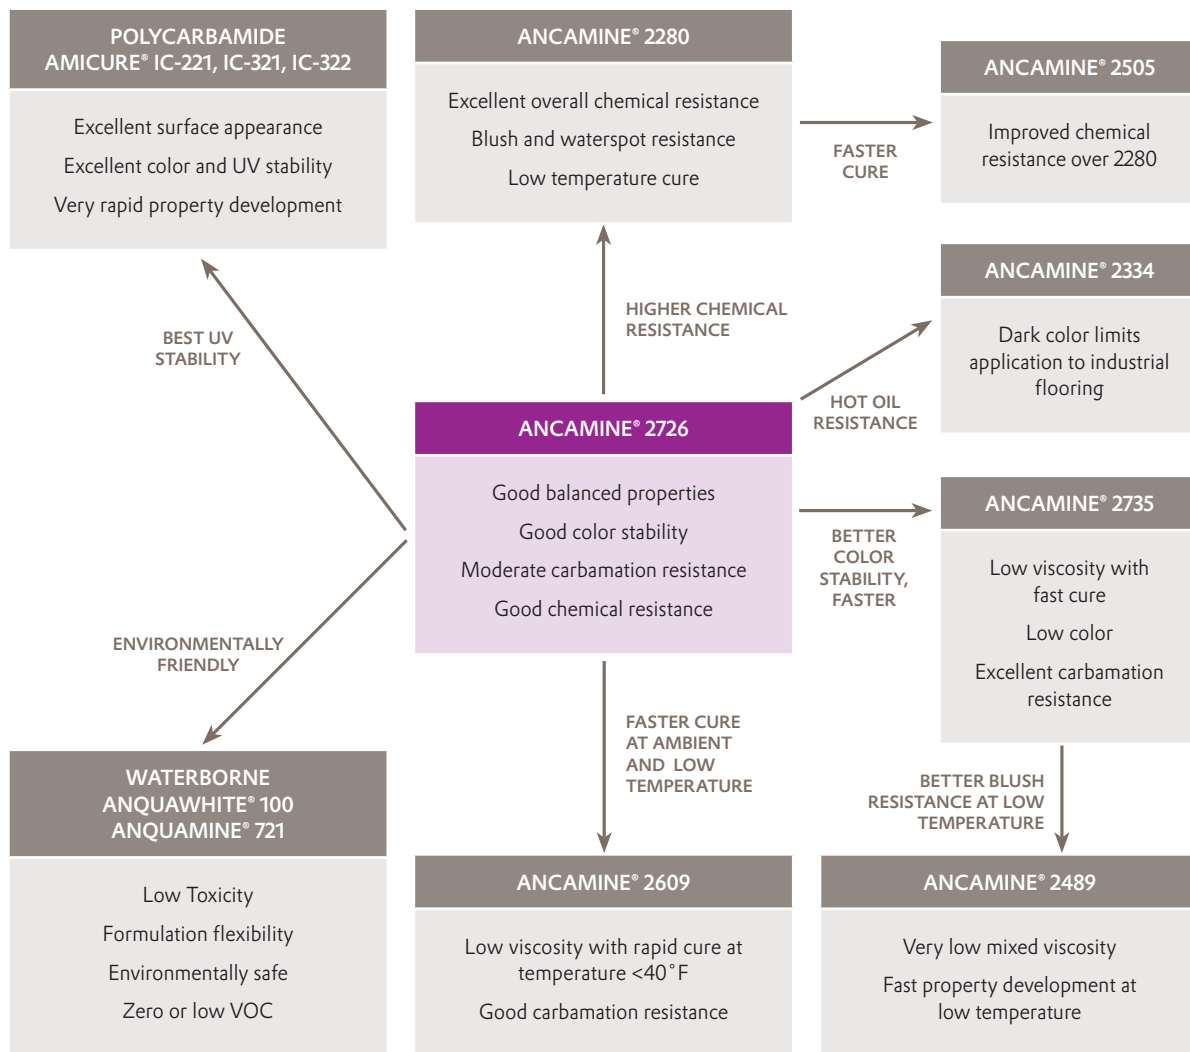 POLYCARBAMIDE
AMICURE® IC-221, IC-321, IC-322
Excellent surface appearance
Excellent color and UV stability
Very rapid property development
ANCAMINE® 2280
Excellent overall chemical resistance
Blush and waterspot resistance
Low temperature cure
FASTER
CURE
ANCAMINE® 2505
Improved chemical
resistance over 2280
BEST UV
STABILITY
HIGHER CHEMICAL
RESISTANCE
ANCAMINE® 2334
Dark color limits
application to industrial
flooring
HOT OIL
RESISTANCE
ANCAMINE® 2726
Good balanced properties
Good color stability
Moderate carbamation resistance
Good chemical resistance
BETTER
COLOR
STABILITY,
FASTER
ANCAMINE® 2735
Low viscosity with
fast cure
Low color
Excellent carbamation
resistance
ENVIRONMENTALLY
FRIENDLY
FASTER CURE
AT AMBIENT
AND LOW
TEMPERATURE
BETTER BLUSH
RESISTANCE AT LOW
TEMPERATURE
WATERBORNE
ANQUAWHITE® 100
ANQUAMINE® 721
Low Toxicity
Formulation flexibility
Environmentally safe
Zero or low VOC
ANCAMINE® 2609
Low viscosity with rapid cure at
temperature <40°F
Good carbamation resistance
ANCAMINE® 2489
Very low mixed viscosity
Fast property development at
low temperature